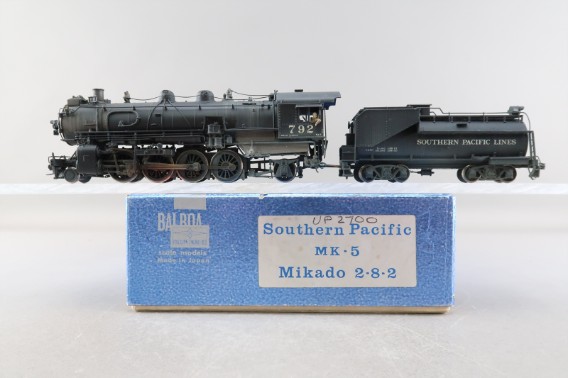 792
SOUTHERN PACIFIC LINES
BALBOA
scale models
made in japan
UP 2700
Southern Pacific
MK-5
Mikado 2-8-2